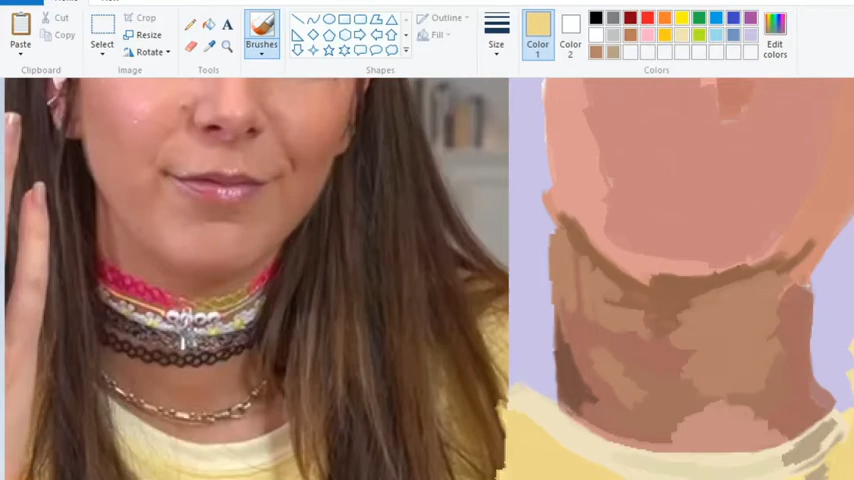 Cut
Crop
Copy
Resize
Rotate
Paste
Select
Brushes
Outline
Fill
Size
Color
1
Color
2
Edit
colors
Clipboard
Image
Tools
Shapes
Colors